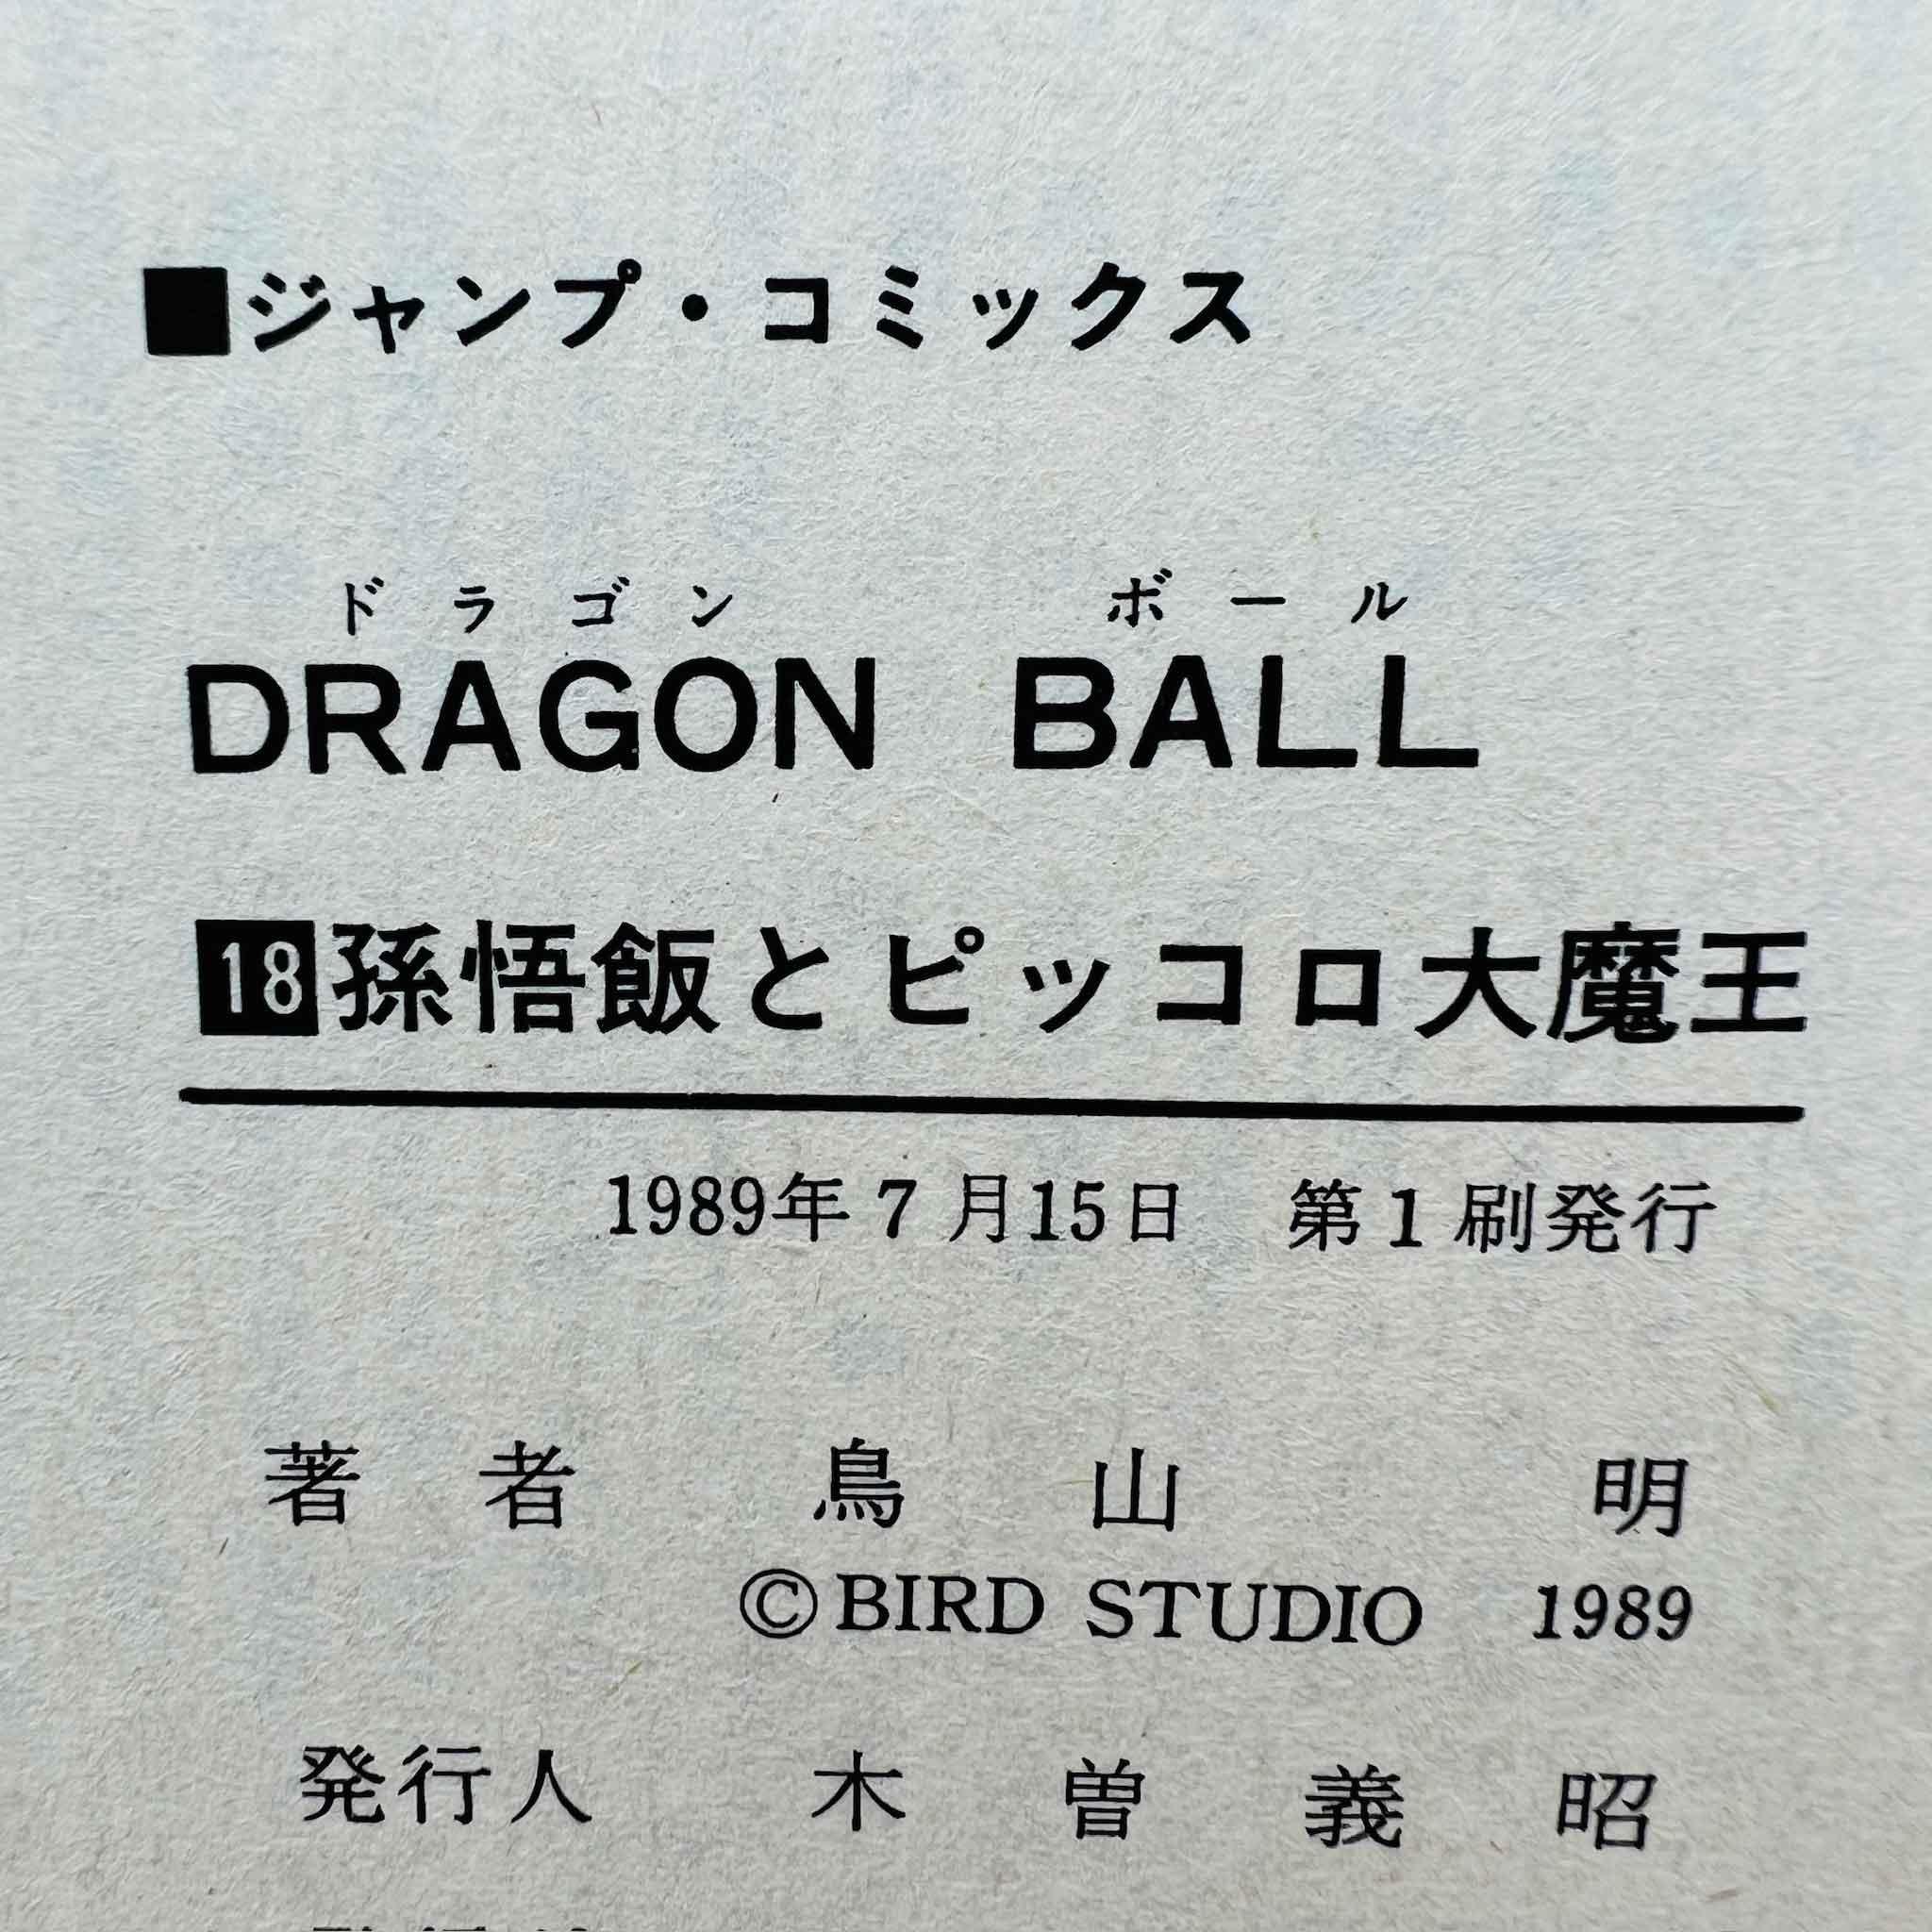 ■ジャンプ・コミックス
ドラゴン ボール
DRAGON BALL
18孫悟飯とピッコロ大魔王
1989年7月15日 第1刷発行
著者 鳥山明
©BIRD STUDIO 1989
発行人 木曽義昭